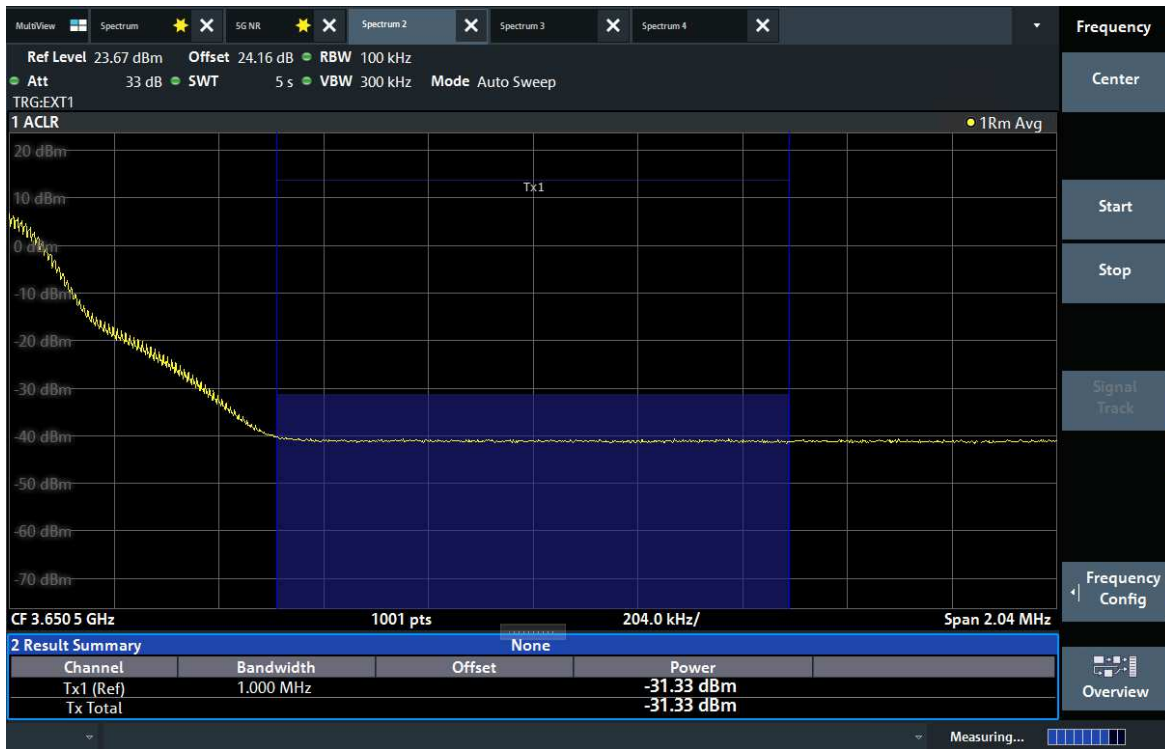 MultiView Spectrum 5G NR Spectrum 2 Spectrum 3 Spectrum 4 Frequency
Ref Level 23.67 dBm Offset 24.16 dB RBW 100 kHz
Att 33 dB SWT 5 s VBW 300 kHz Mode Auto Sweep
TRG:EXT1
Center
1 ACLR 1Rm Avg
20 dBm
Tx1
10 dBm
Start
0 dBm
Stop
-10 dBm
-20 dBm
-30 dBm
Signal
Track
-40 dBm
-50 dBm
-60 dBm
-70 dBm
Frequency
Config
CF 3.650 5 GHz 1001 pts 204.0 kHz/ Span 2.04 MHz
2 Result Summary None
Channel Bandwidth Offset Power
Tx1 (Ref) 1.000 MHz -31.33 dBm
Tx Total -31.33 dBm
Overview
Measuring...